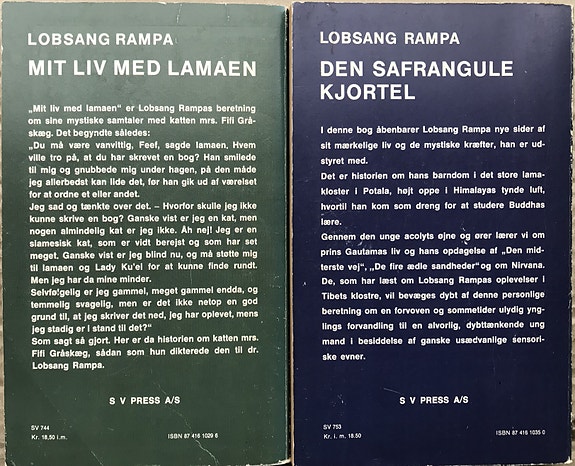 LOBSANG RAMPA
MIT LIV MED LAMAEN
„Mit liv med lamaen“ er Lobsang Rampas beretning
om sine mystiske samtaler med katten mrs. Fifi Grå-
skæg. Det begyndte således:
„Du må være vanvittig, Feef, sagde lamaen, Hvem
ville tro på, at du har skrevet en bog? Han smilede
til mig og gnubbede mig under hagen, på den måde
jeg allerbedst kan lide det, før han gik ud af værelset
for at ordne et eller andet.
Jeg sad og tænkte over det. – Hvorfor skulle jeg ikke
kunne skrive en bog? Ganske vist er jeg en kat, men
nogen almindelig kat er jeg ikke. Åh nej! Jeg er en
siamesisk kat, som er vidt berejst og som har set
meget. Ganske vist er jeg blind nu, og må støtte mig
til lamaen og Lady Ku'ei for at kunne finde rundt.
Men jeg har da mine minder.
Selvfølgelig er jeg gammel, meget gammel endda, og
temmelig svagelig, men er det ikke netop en god
grund til, at jeg skriver det ned, jeg har oplevet, mens
jeg stadig er i stand til det?“
Som sagt så gjort. Her er da historien om katten mrs.
Fifi Gråskæg, sådan som hun dikterede den til dr.
Lobsang Rampa.
S V PRESS A/S
SV 744
Kr. 18,50 i.m.
ISBN 87 416 1029 6
LOBSANG RAMPA
DEN SAFRANGULE
KJORTEL
I denne bog åbenbarer Lobsang Rampa nye sider af
sit mærkelige liv og de mystiske kræfter, han er ud-
styret med.
Det er historien om hans barndom i det store lama-
kloster i Potala, højt oppe i Himalayas tynde luft,
hvortil han kom som dreng for at studere Buddhas
lære.
Gennem den unge acolyts øjne og ører lærer vi om
prins Gautamas liv og hans opdagelse af „Den mid-
terste vej“, „De fire ædle sandheder“ og om Nirvana.
De, som har læst om Lobsang Rampas oplevelser i
Tibets klostre, vil bevæges dybt af denne personlige
beretning om en forvoven og sommetider ulydig yng-
lings forvandling til en alvorlig, dybttænkende ung
mand i besiddelse af ganske usædvanlige sensori-
ske evner.
S V PRESS A/S
SV 753
Kr. i. m. 18.50
ISBN 87 416 1035 0